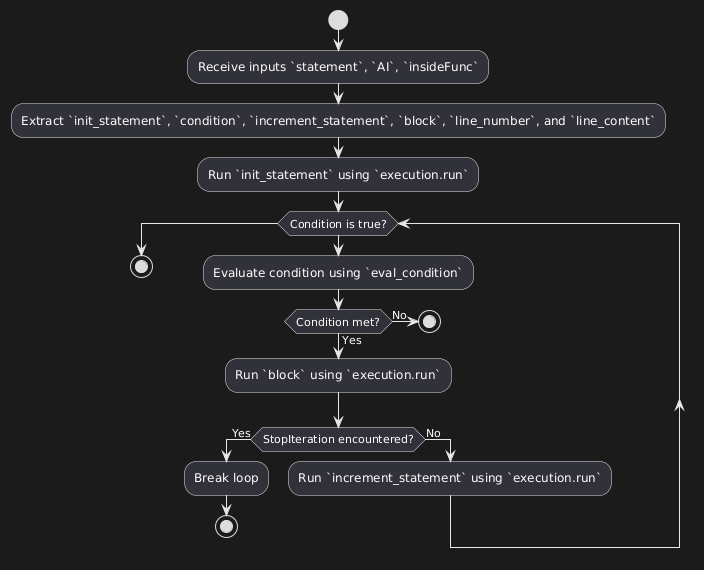 Receive inputs `statement`, `AI`, `insideFunc`
Extract `init_statement`, `condition`, `increment_statement`, `block`, `line_number`, and `line_content`
Run `init_statement` using `execution.run`
Condition is true?
Evaluate condition using `eval_condition`
Condition met?
No
Yes
Run `block` using `execution.run`
Yes
StopIteration encountered?
No
Break loop
Run `increment_statement` using `execution.run`